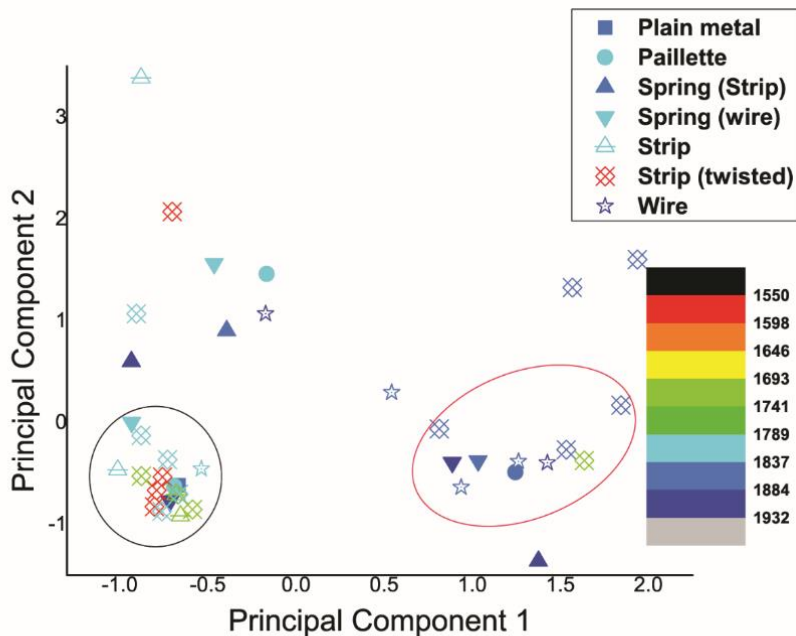 Plain metal
Paillette
Spring (Strip)
Spring (wire)
Strip
Strip (twisted)
Wire
3
2
1
0
-1
Principal Component 2
1550
1598
1646
1693
1741
1789
1837
1884
1932
-1.0
-0.5
0.0
0.5
1.0
1.5
2.0
Principal Component 1